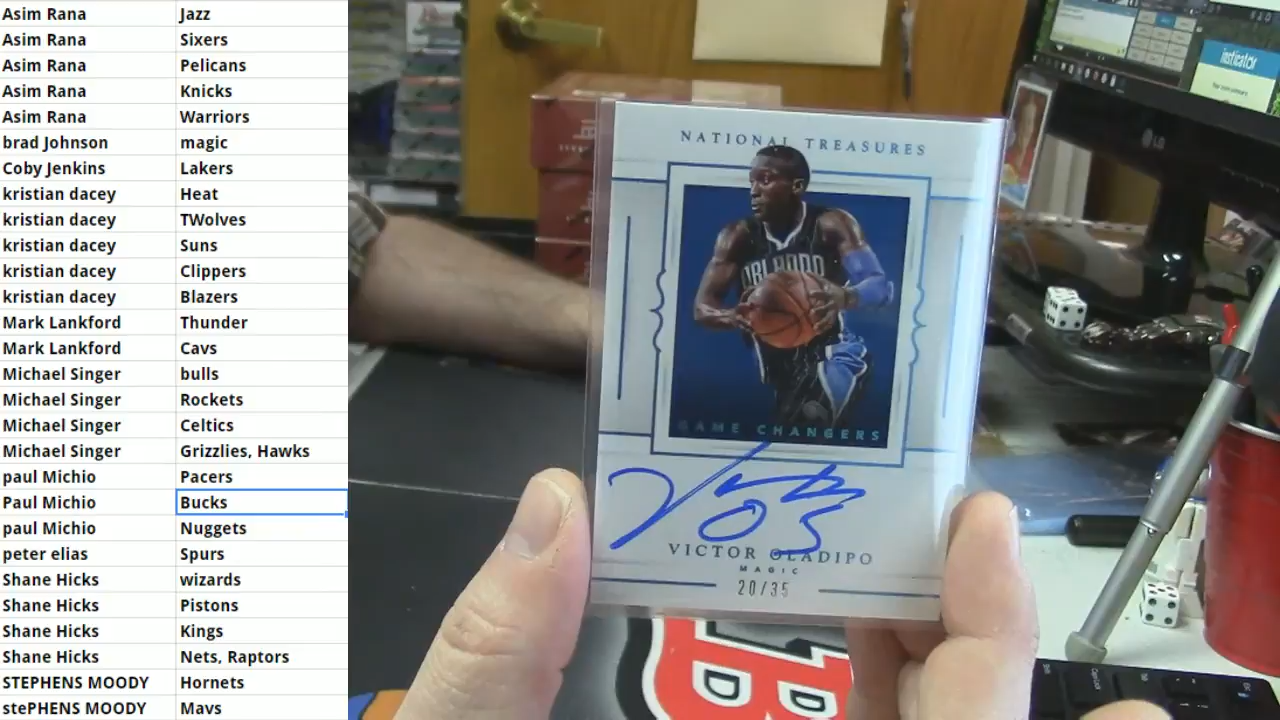 Asim Rana Jazz
Asim Rana Sixers
Asim Rana Pelicans
Asim Rana Knicks
Asim Rana Warriors
brad Johnson magic
Coby Jenkins Lakers
kristian dacey Heat
kristian dacey TWolves
kristian dacey Suns
kristian dacey Clippers
kristian dacey Blazers
Mark Lankford Thunder
Mark Lankford Cavs
Michael Singer bulls
Michael Singer Rockets
Michael Singer Celtics
Michael Singer Grizzlies, Hawks
paul Michio Pacers
Paul Michio Bucks
paul Michio Nuggets
peter elias Spurs
Shane Hicks wizards
Shane Hicks Pistons
Shane Hicks Kings
Shane Hicks Nets, Raptors
STEPHENS MOODY Hornets
stePHENS MOODY Mavs
NATIONAL TREASURES
ORLANDO
GAME CHANGERS
VICTOR OLADIPO
MAGIC
20/35
insticator
LG